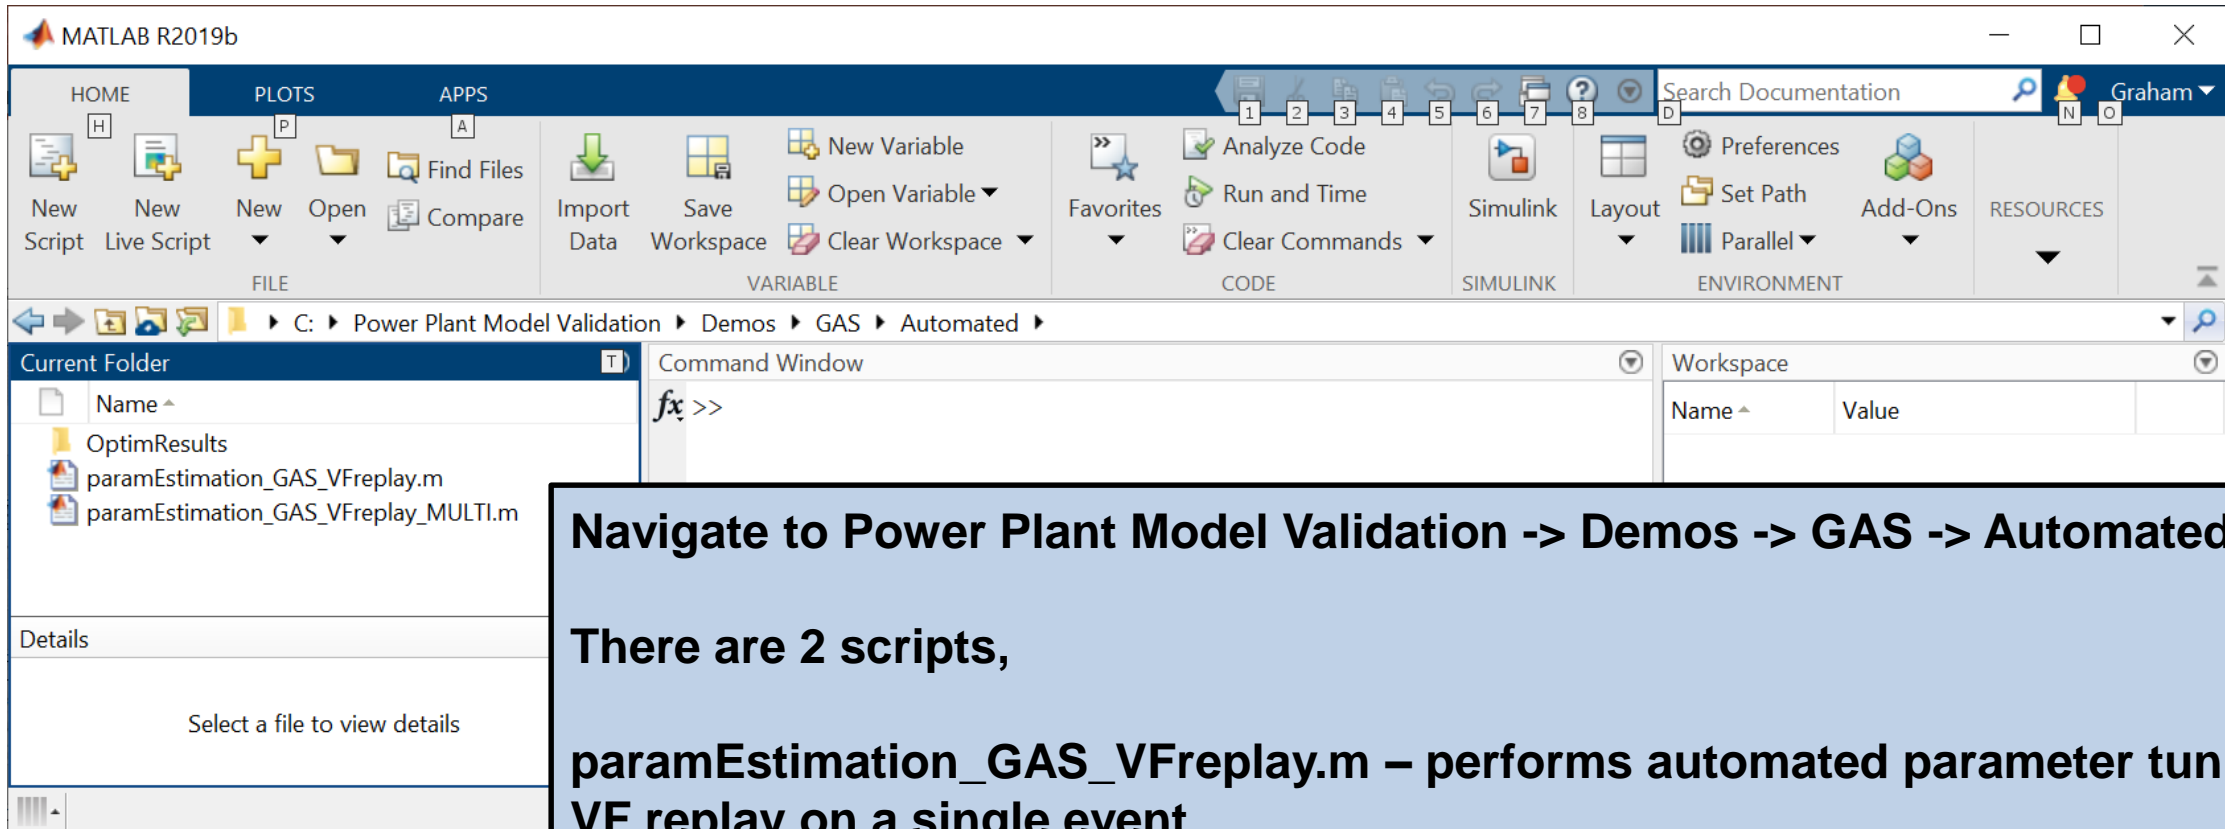 MATLAB R2019b
HOME PLOTS APPS Search Documentation Graham
H P A 1 2 3 4 5 6 7 8 D N O
New Script
New Live Script
New
Open
Find Files
Compare
FILE
Import Data
Save Workspace
New Variable
Open Variable
Clear Workspace
VARIABLE
Favorites
Analyze Code
Run and Time
Clear Commands
CODE
Simulink
SIMULINK
Layout
Preferences
Set Path
Parallel
Add-Ons
ENVIRONMENT
RESOURCES
C: Power Plant Model Validation Demos GAS Automated
Current Folder T
Name
OptimResults
paramEstimation_GAS_VFreplay.m
paramEstimation_GAS_VFreplay_MULTI.m
Details
Select a file to view details
Command Window
fx >>
Workspace
Name Value
Navigate to Power Plant Model Validation -> Demos -> GAS -> Automated
There are 2 scripts,
paramEstimation_GAS_VFreplay.m – performs automated parameter tun
VF replay on a single event